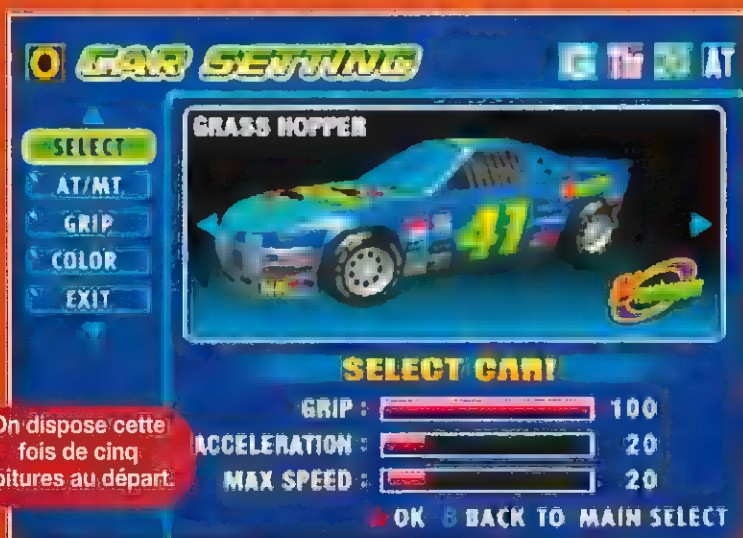 CAR SETTING
AT
SELECT
AT/MT
GRIP
COLOR
EXIT
GRASS HOPPER
41
SELECT CAR!
GRIP : 100
ACCELERATION : 20
MAX SPEED : 20
A OK B BACK TO MAIN SELECT
On dispose cette
fois de cinq
voitures au départ.